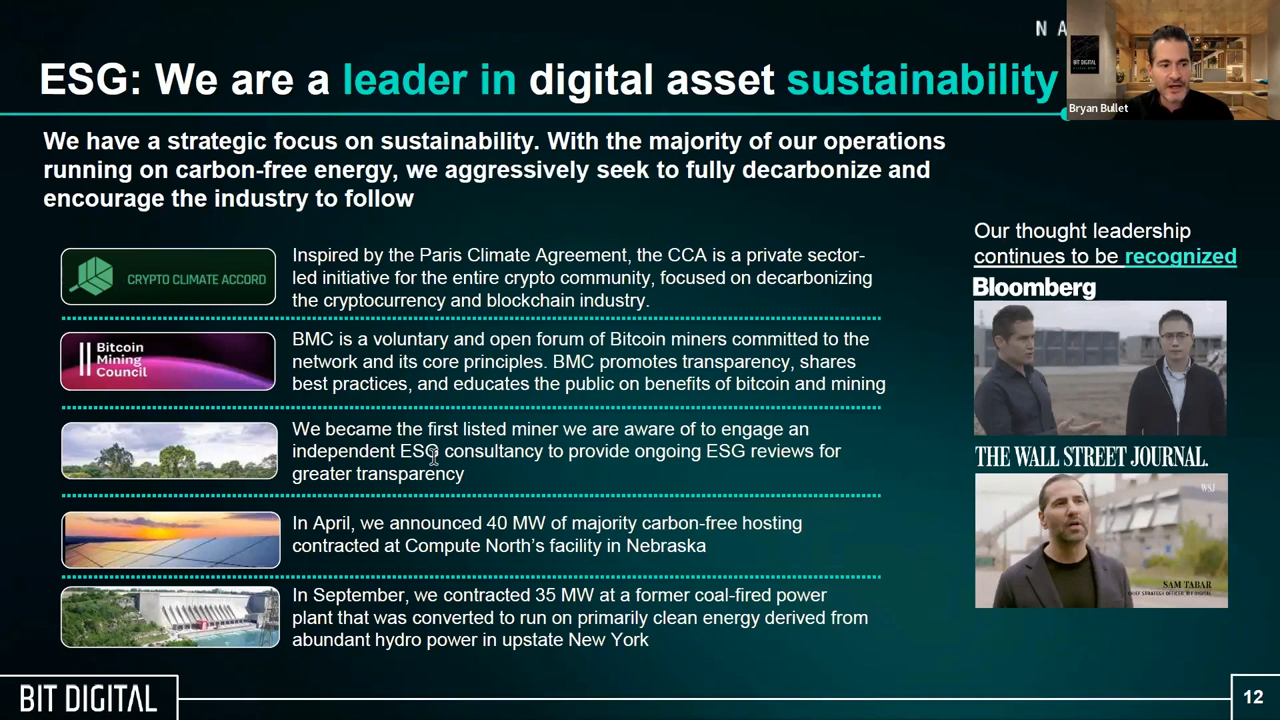 N A
ESG: We are a leader in digital asset sustainability
BIT DIGITAL
Bryan Bullet
We have a strategic focus on sustainability. With the majority of our operations
running on carbon-free energy, we aggressively seek to fully decarbonize and
encourage the industry to follow
CRYPTO CLIMATE ACCORD
Inspired by the Paris Climate Agreement, the CCA is a private sector-
led initiative for the entire crypto community, focused on decarbonizing
the cryptocurrency and blockchain industry.
Bitcoin
Mining
Council
BMC is a voluntary and open forum of Bitcoin miners committed to the
network and its core principles. BMC promotes transparency, shares
best practices, and educates the public on benefits of bitcoin and mining
We became the first listed miner we are aware of to engage an
independent ESG consultancy to provide ongoing ESG reviews for
greater transparency
In April, we announced 40 MW of majority carbon-free hosting
contracted at Compute North's facility in Nebraska
In September, we contracted 35 MW at a former coal-fired power
plant that was converted to run on primarily clean energy derived from
abundant hydro power in upstate New York
Our thought leadership
continues to be recognized
Bloomberg
THE WALL STREET JOURNAL.
WSJ
SAM TABAR
CHIEF STRATEGY OFFICER, BIT DIGITAL
BIT DIGITAL
12